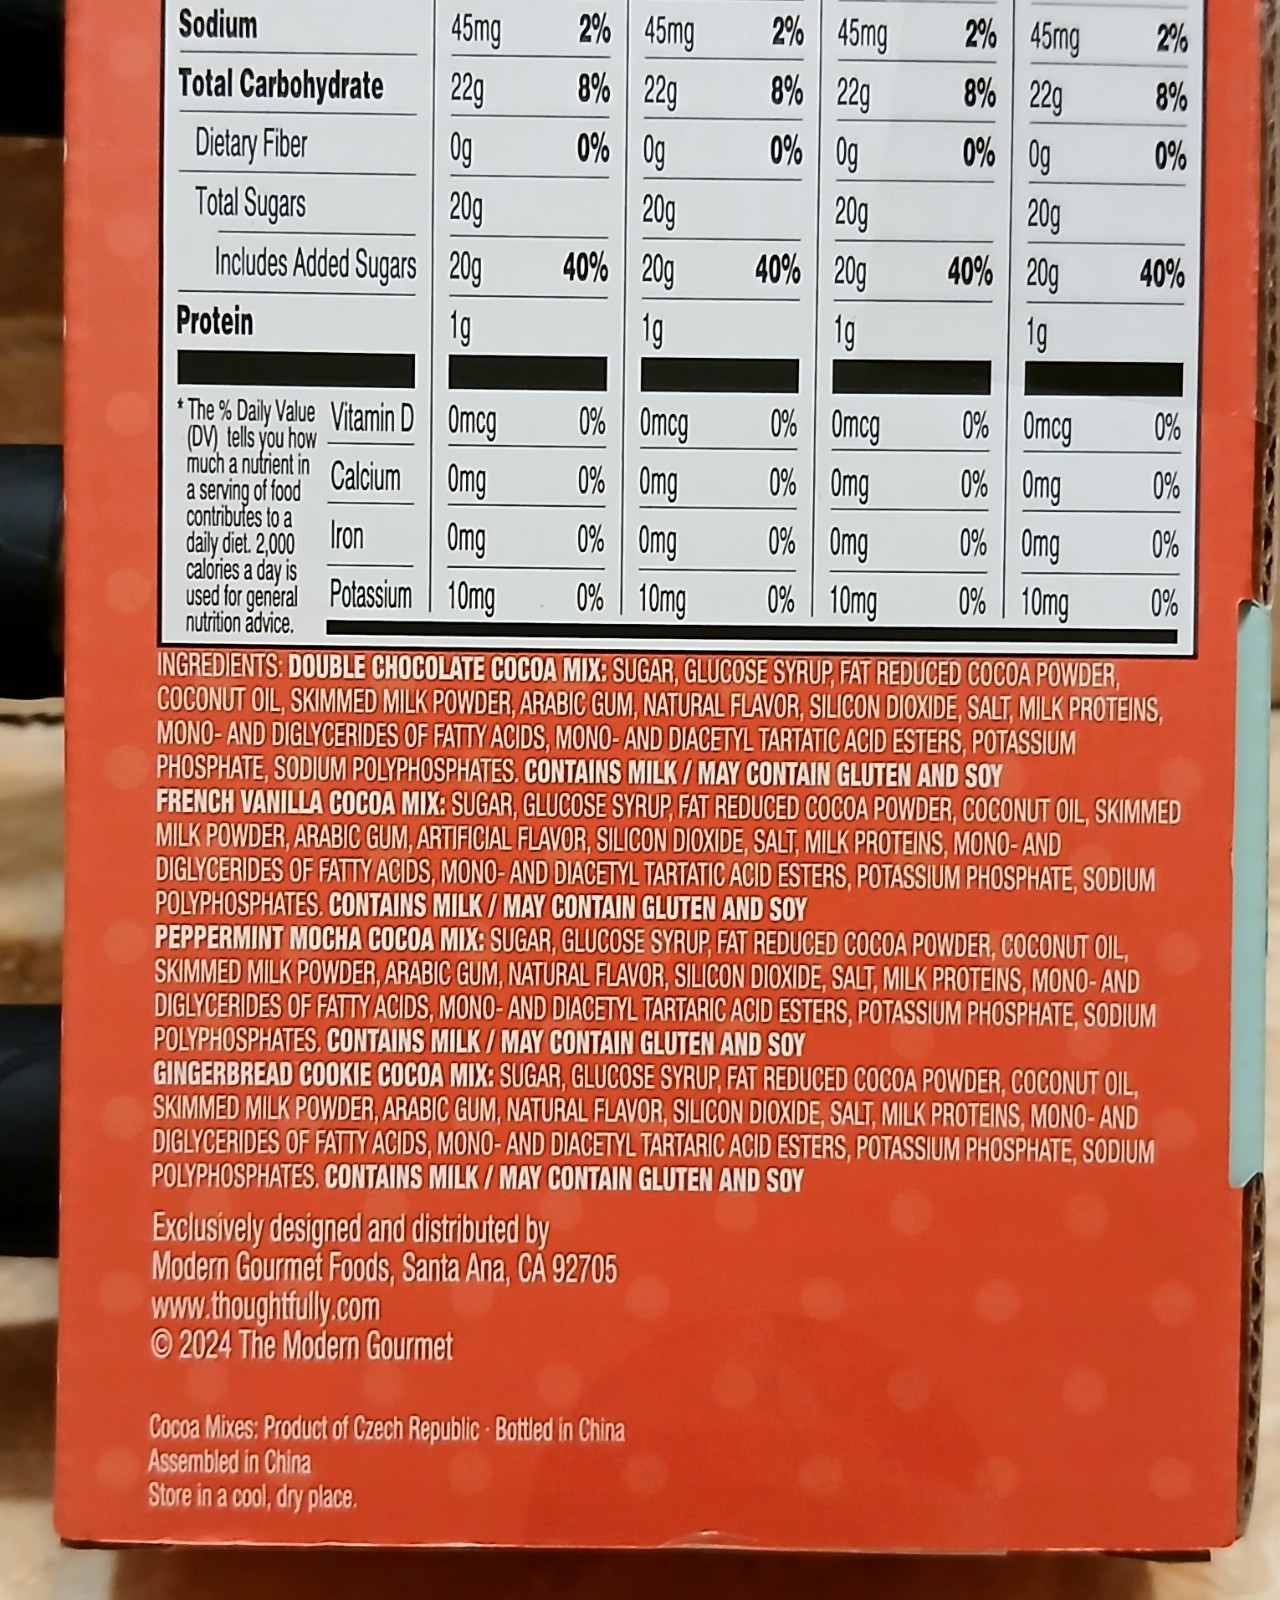 Sodium 45mg 2% 45mg 2% 45mg 2% 45mg 2%
Total Carbohydrate 22g 8% 22g 8% 22g 8% 22g 8%
Dietary Fiber 0g 0% 0g 0% 0g 0% 0g 0%
Total Sugars 20g 20g 20g 20g
Includes Added Sugars 20g 40% 20g 40% 20g 40% 20g 40%
Protein 1g 1g 1g 1g
* The % Daily Value
(DV) tells you how
much a nutrient in
a serving of food
contributes to a
daily diet. 2,000
calories a day is
used for general
nutrition advice.
Vitamin D 0mcg 0% 0mcg 0% 0mcg 0% 0mcg 0%
Calcium 0mg 0% 0mg 0% 0mg 0% 0mg 0%
Iron 0mg 0% 0mg 0% 0mg 0% 0mg 0%
Potassium 10mg 0% 10mg 0% 10mg 0% 10mg 0%
INGREDIENTS: DOUBLE CHOCOLATE COCOA MIX: SUGAR, GLUCOSE SYRUP, FAT REDUCED COCOA POWDER,
COCONUT OIL, SKIMMED MILK POWDER, ARABIC GUM, NATURAL FLAVOR, SILICON DIOXIDE, SALT, MILK PROTEINS,
MONO- AND DIGLYCERIDES OF FATTY ACIDS, MONO- AND DIACETYL TARTATIC ACID ESTERS, POTASSIUM
PHOSPHATE, SODIUM POLYPHOSPHATES. CONTAINS MILK / MAY CONTAIN GLUTEN AND SOY
FRENCH VANILLA COCOA MIX: SUGAR, GLUCOSE SYRUP, FAT REDUCED COCOA POWDER, COCONUT OIL, SKIMMED
MILK POWDER, ARABIC GUM, ARTIFICIAL FLAVOR, SILICON DIOXIDE, SALT, MILK PROTEINS, MONO- AND
DIGLYCERIDES OF FATTY ACIDS, MONO- AND DIACETYL TARTATIC ACID ESTERS, POTASSIUM PHOSPHATE, SODIUM
POLYPHOSPHATES. CONTAINS MILK / MAY CONTAIN GLUTEN AND SOY
PEPPERMINT MOCHA COCOA MIX: SUGAR, GLUCOSE SYRUP, FAT REDUCED COCOA POWDER, COCONUT OIL,
SKIMMED MILK POWDER, ARABIC GUM, NATURAL FLAVOR, SILICON DIOXIDE, SALT, MILK PROTEINS, MONO- AND
DIGLYCERIDES OF FATTY ACIDS, MONO- AND DIACETYL TARTARIC ACID ESTERS, POTASSIUM PHOSPHATE, SODIUM
POLYPHOSPHATES. CONTAINS MILK / MAY CONTAIN GLUTEN AND SOY
GINGERBREAD COOKIE COCOA MIX: SUGAR, GLUCOSE SYRUP, FAT REDUCED COCOA POWDER, COCONUT OIL,
SKIMMED MILK POWDER, ARABIC GUM, NATURAL FLAVOR, SILICON DIOXIDE, SALT, MILK PROTEINS, MONO- AND
DIGLYCERIDES OF FATTY ACIDS, MONO- AND DIACETYL TARTARIC ACID ESTERS, POTASSIUM PHOSPHATE, SODIUM
POLYPHOSPHATES. CONTAINS MILK / MAY CONTAIN GLUTEN AND SOY
Exclusively designed and distributed by
Modern Gourmet Foods, Santa Ana, CA 92705
www.thoughtfully.com
© 2024 The Modern Gourmet
Cocoa Mixes: Product of Czech Republic · Bottled in China
Assembled in China
Store in a cool, dry place.